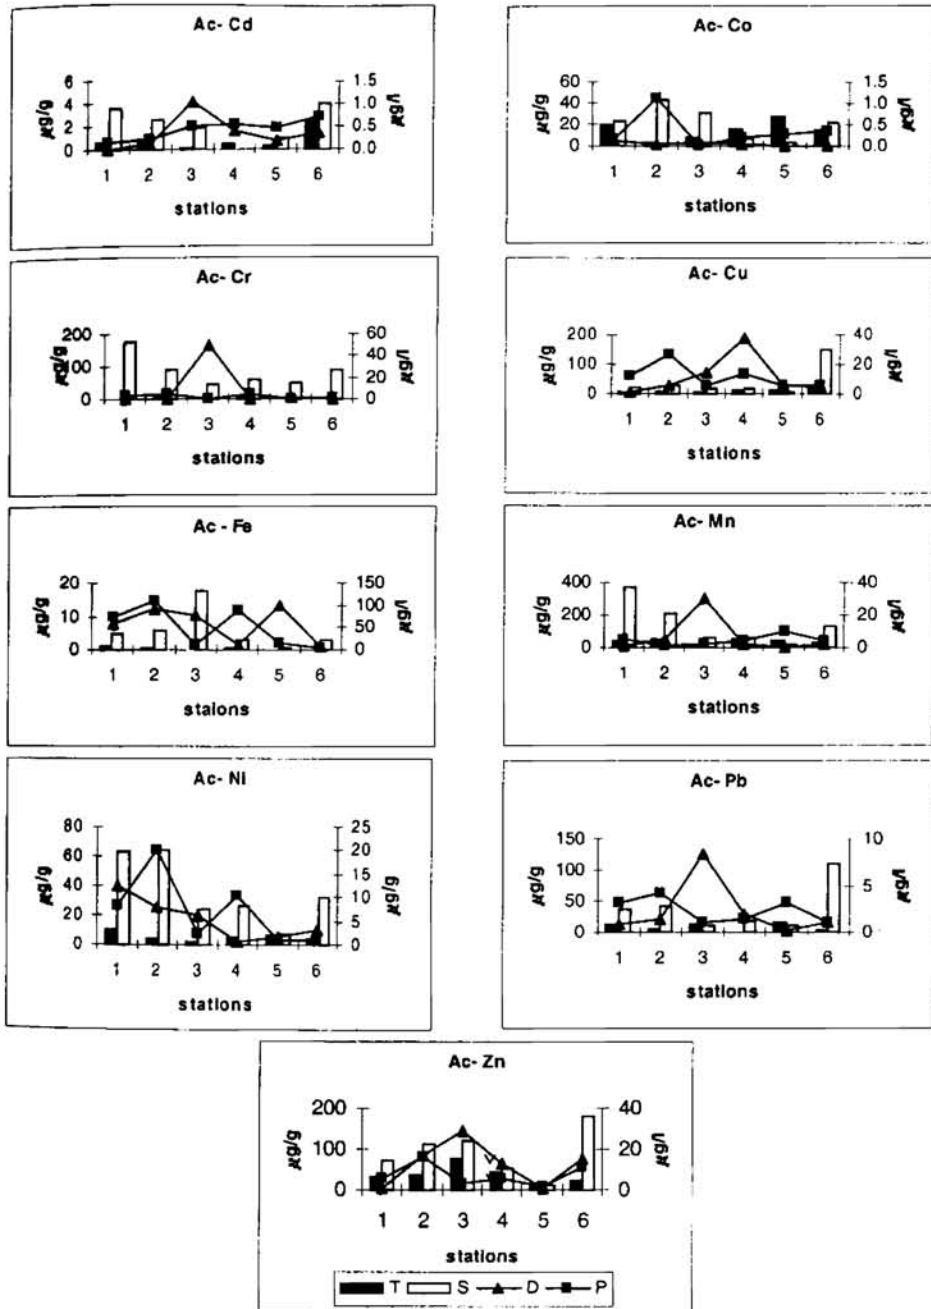 Ac- Cd
µg/g
6
4
2
0
1.5
1.0
0.5
0.0
µg/l
1 2 3 4 5 6
stations
Ac- Co
µg/g
60
40
20
0
1.5
1.0
0.5
0.0
µg/l
1 2 3 4 5 6
stations
Ac- Cr
µg/g
200
100
0
60
40
20
0
µg/l
1 2 3 4 5 6
stations
Ac- Cu
µg/g
200
100
0
40
20
0
µg/l
1 2 3 4 5 6
stations
Ac - Fe
µg/g
20
10
0
150
100
50
0
µg/l
1 2 3 4 5 6
staions
Ac- Mn
µg/g
400
200
0
40
20
0
µg/l
1 2 3 4 5 6
stations
Ac- Ni
µg/g
80
60
40
20
0
25
20
15
10
5
0
µg/g
1 2 3 4 5 6
stations
Ac- Pb
µg/g
150
100
50
0
10
5
0
µg/l
1 2 3 4 5 6
stations
Ac- Zn
µg/g
200
100
0
40
20
0
µg/l
1 2 3 4 5 6
stations
T S D P